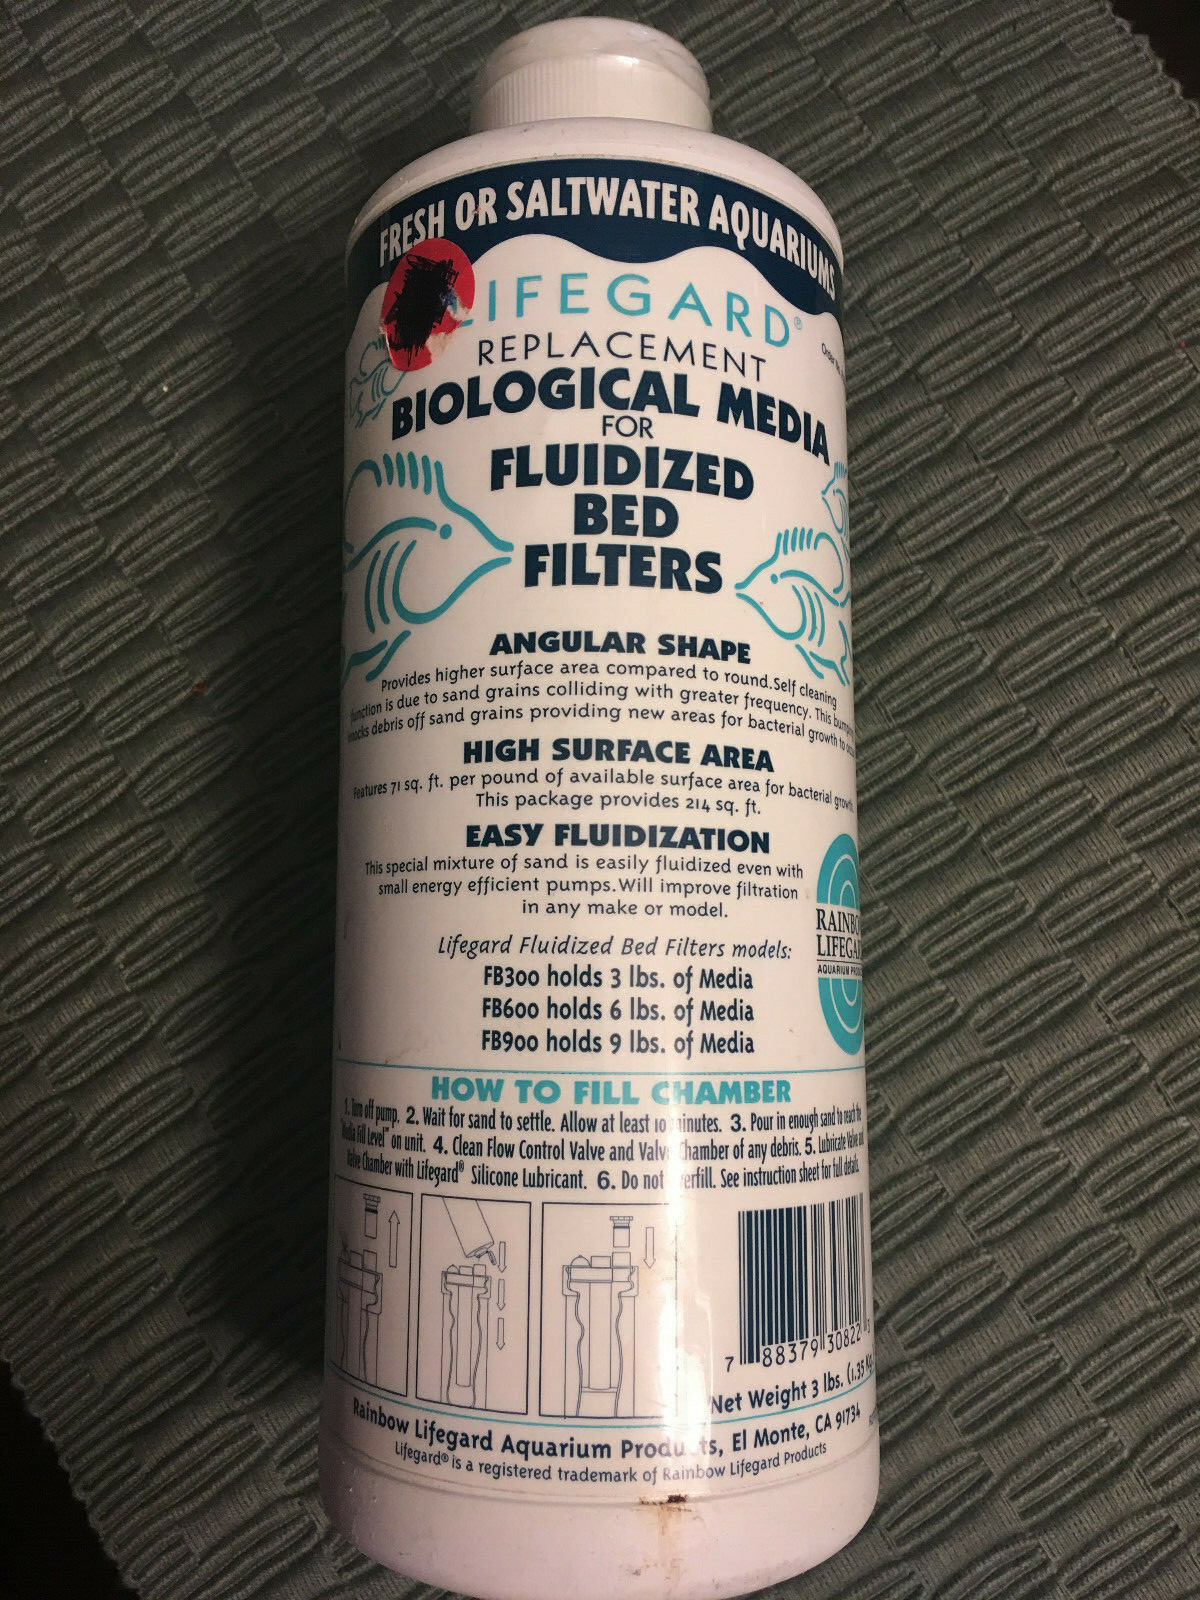 FRESH OR SALTWATER AQUARIUMS
LIFEGARD®
REPLACEMENT
BIOLOGICAL MEDIA
FOR
FLUIDIZED
BED
FILTERS
ANGULAR SHAPE
Provides higher surface area compared to round. Self cleaning
function is due to sand grains colliding with greater frequency. This
knocks debris off sand grains providing new areas for bacterial growth to
HIGH SURFACE AREA
Features 71 sq. ft. per pound of available surface area for bacterial growth
This package provides 214 sq. ft.
EASY FLUIDIZATION
This special mixture of sand is easily fluidized even with
small energy efficient pumps. Will improve filtration
in any make or model.
RAINBO
LIFEGA
AQUARIUM
Lifegard Fluidized Bed Filters models:
FB300 holds 3 lbs. of Media
FB600 holds 6 lbs. of Media
FB900 holds 9 lbs. of Media
HOW TO FILL CHAMBER
1. Turn off pump. 2. Wait for sand to settle. Allow at least 10 minutes. 3. Pour in enough sand to reach the
"Media Fill Level" on unit. 4. Clean Flow Control Valve and Valve Chamber of any debris. 5. Lubricate Valve and
Valve Chamber with Lifegard® Silicone Lubricant. 6. Do not overfill. See instruction sheet for full details.
7 88379 30822
Net Weight 3 lbs. (1.35 K
Rainbow Lifegard Aquarium Products, El Monte, CA 91734
Lifegard® is a registered trademark of Rainbow Lifegard Products